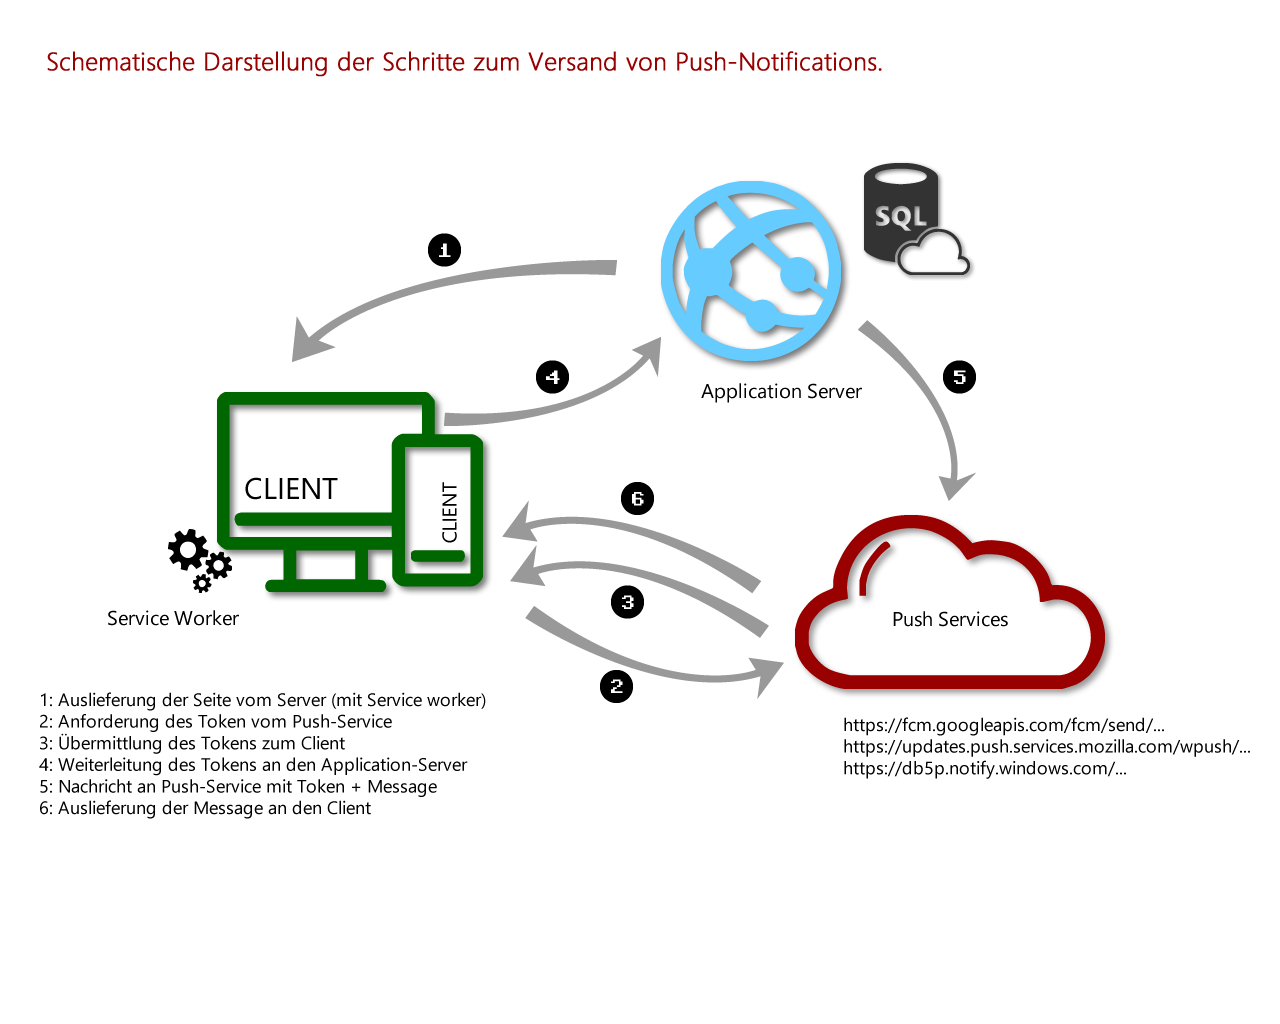 Schematische Darstellung der Schritte zum Versand von Push-Notifications.
SQL
1
4
5
Application Server
CLIENT
CLIENT
6
3
2
Service Worker
Push Services
1: Auslieferung der Seite vom Server (mit Service worker)
2: Anforderung des Token vom Push-Service
3: Übermittlung des Tokens zum Client
4: Weiterleitung des Tokens an den Application-Server
5: Nachricht an Push-Service mit Token + Message
6: Auslieferung der Message an den Client
https://fcm.googleapis.com/fcm/send/...
https://updates.push.services.mozilla.com/wpush/...
https://db5p.notify.windows.com/...